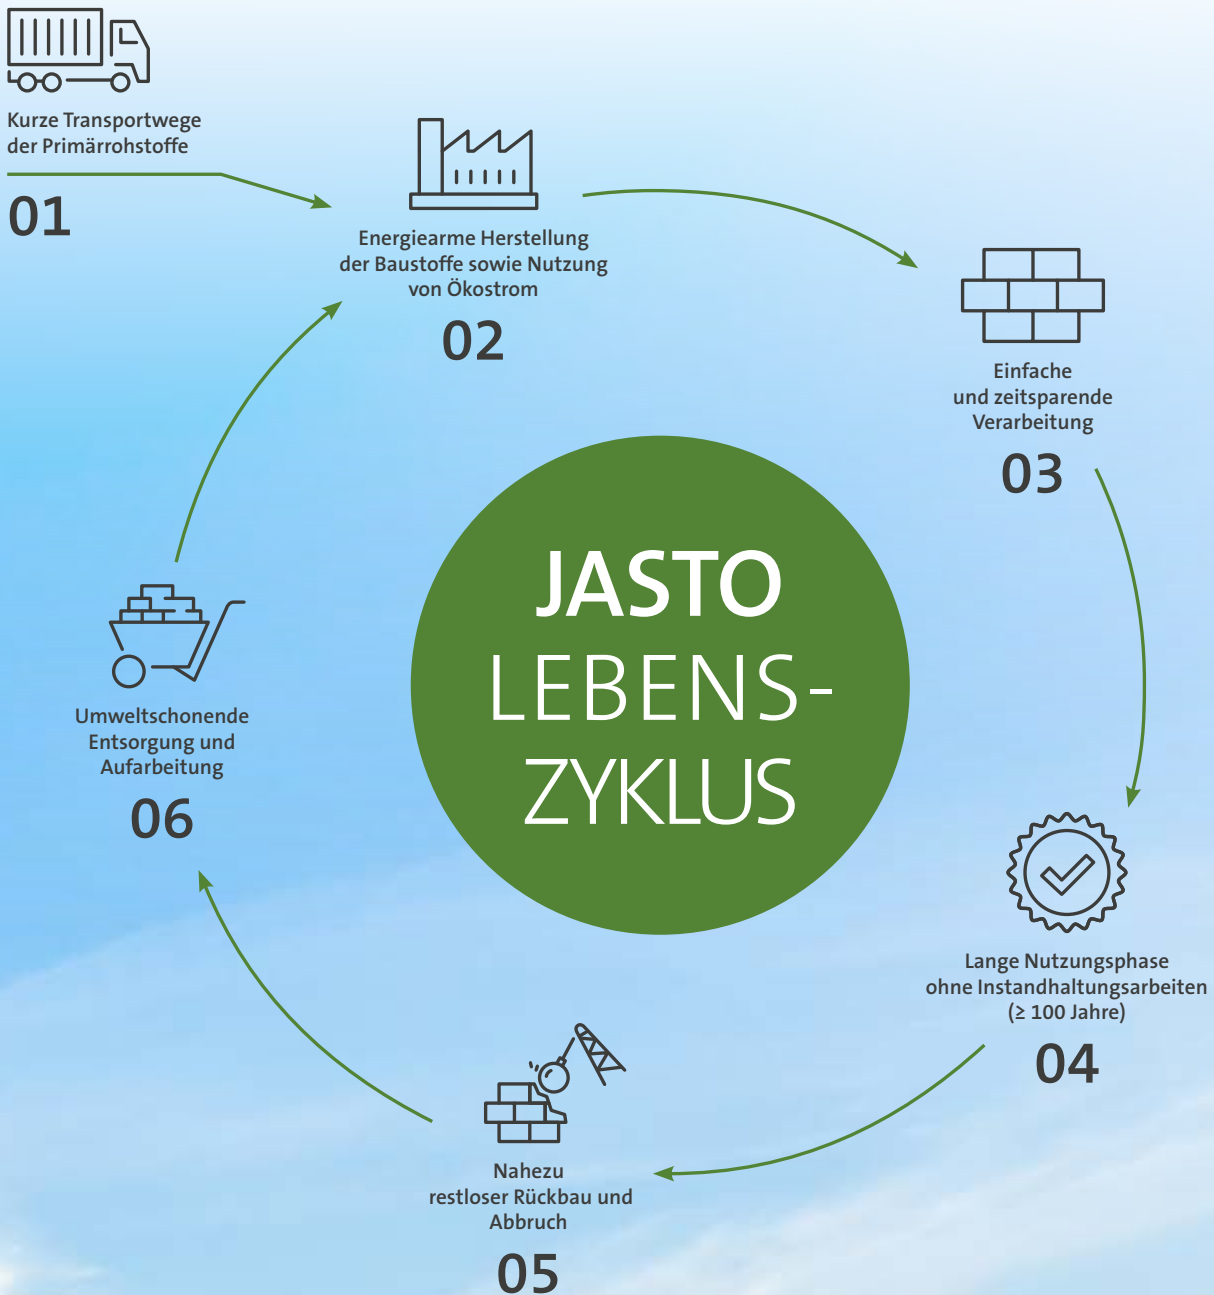 Kurze Transportwege
der Primärrohstoffe
01
Energiearme Herstellung
der Baustoffe sowie Nutzung
von Ökostrom
02
Einfache
und zeitsparende
Verarbeitung
03
JASTO
LEBENS-
ZYKLUS
Lange Nutzungsphase
ohne Instandhaltungsarbeiten
(≥ 100 Jahre)
04
Nahezu
restloser Rückbau und
Abbruch
05
Umweltschonende
Entsorgung und
Aufarbeitung
06